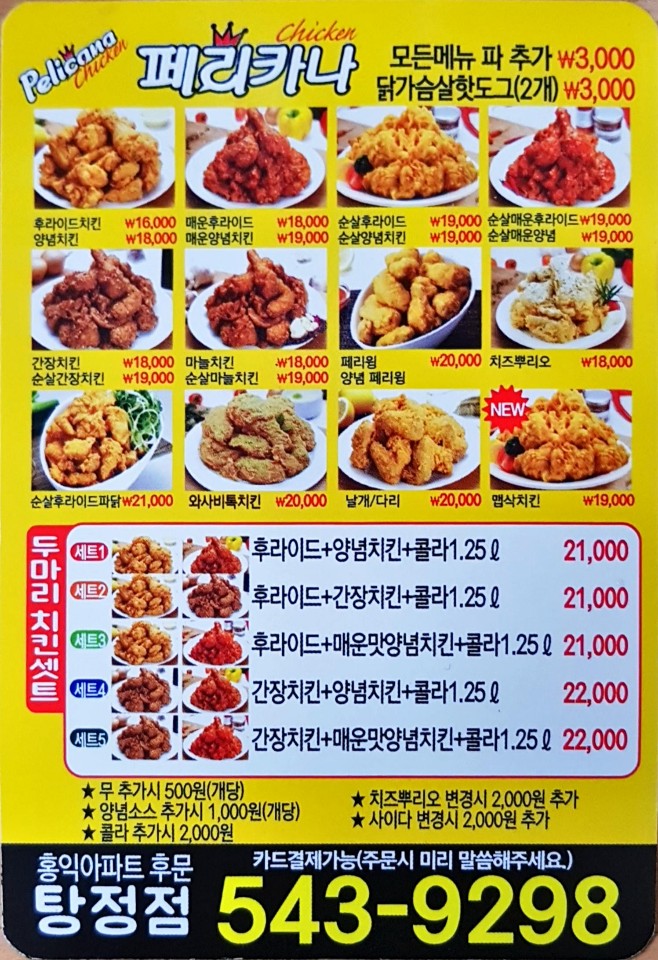 Pelicana Chicken
페리카나 Chicken
모든메뉴 파 추가 ₩3,000
닭가슴살핫도그(2개) ₩3,000
후라이드치킨 ₩16,000
양념치킨 ₩18,000
매운후라이드 ₩18,000
매운양념치킨 ₩19,000
순살후라이드 ₩19,000
순살양념치킨 ₩19,000
순살매운후라이드 ₩19,000
순살매운양념 ₩19,000
간장치킨 ₩18,000
순살간장치킨 ₩19,000
마늘치킨 ₩18,000
순살마늘치킨 ₩19,000
페리윙 ₩20,000
양념 페리윙
치즈뿌리오 ₩18,000
순살후라이드파닭 ₩21,000
와사비톡치킨 ₩20,000
날개/다리 ₩20,000
NEW
맵삭치킨 ₩19,000
두마리 치킨셋트
세트1 후라이드+양념치킨+콜라1.25ℓ 21,000
세트2 후라이드+간장치킨+콜라1.25ℓ 21,000
세트3 후라이드+매운맛양념치킨+콜라1.25ℓ 21,000
세트4 간장치킨+양념치킨+콜라1.25ℓ 22,000
세트5 간장치킨+매운맛양념치킨+콜라1.25ℓ 22,000
★ 무 추가시 500원(개당)
★ 양념소스 추가시 1,000원(개당)
★ 콜라 추가시 2,000원
★ 치즈뿌리오 변경시 2,000원 추가
★ 사이다 변경시 2,000원 추가
홍익아파트 후문
탕정점
카드결제가능(주문시 미리 말씀해주세요.)
543-9298